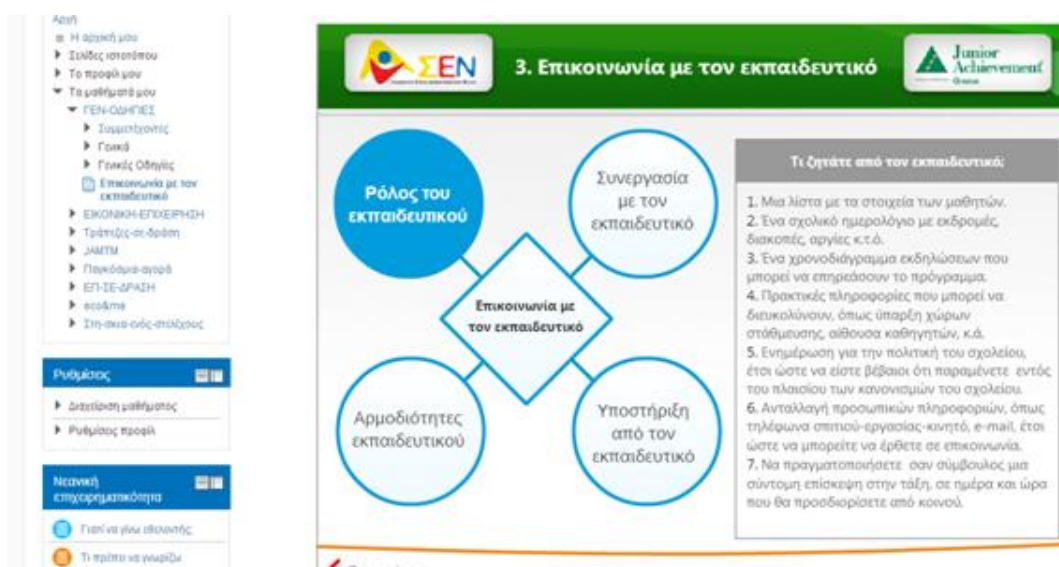 Αρχή
Η αρχική μου
Σελίδες ιστοτόπου
Το προφίλ μου
Τα μαθήματά μου
ΓΕΝ-ΟΔΗΓΙΕΣ
Συμμετέχοντες
Γενικά
Γενικές Οδηγίες
Επικοινωνία με τον
εκπαιδευτικό
ΕΙΚΟΝΙΚΗ-ΕΠΙΧΕΙΡΗΣΗ
Τράπεζες-σε-δράση
JAMTM
Παγκόσμια-αγορά
ΕΠ-ΣΕ-ΔΡΑΣΗ
eco&me
Στη-σκια-ενός-στελέχους
Ρυθμίσεις
Διαχείριση μαθήματος
Ρυθμίσεις προφίλ
Νεανική
επιχειρηματικότητα
Γιατί να γίνω εθελοντής;
Τι πρέπει να γνωρίζω
ΣΕΝ
3. Επικοινωνία με τον εκπαιδευτικό
Junior
Achievement
Greece
Ρόλος του
εκπαιδευτικού
Συνεργασία
με τον
εκπαιδευτικό
Επικοινωνία με
τον εκπαιδευτικό
Αρμοδιότητες
εκπαιδευτικού
Υποστήριξη
από τον
εκπαιδευτικό
Τι ζητάτε από τον εκπαιδευτικό;
1. Μια λίστα με τα στοιχεία των μαθητών.
2. Ένα σχολικό ημερολόγιο με εκδρομές,
διακοπές, αργίες κ.τ.ό.
3. Ένα χρονοδιάγραμμα εκδηλώσεων που
μπορεί να επηρεάσουν το πρόγραμμα.
4. Πρακτικές πληροφορίες που μπορεί να
διευκολύνουν, όπως ύπαρξη χώρων
στάθμευσης, αίθουσα καθηγητών, κ.ά.
5. Ενημέρωση για την πολιτική του σχολείου,
έτσι ώστε να είστε βέβαιοι ότι παραμένετε εντός
του πλαισίου των κανονισμών του σχολείου.
6. Ανταλλαγή προσωπικών πληροφοριών, όπως
τηλέφωνα σπιτιού-εργασίας-κινητό, e-mail, έτσι
ώστε να μπορείτε να έρθετε σε επικοινωνία.
7. Να πραγματοποιήσετε σαν σύμβουλος μια
σύντομη επίσκεψη στην τάξη, σε ημέρα και ώρα
που θα προσδιορίσετε από κοινού.